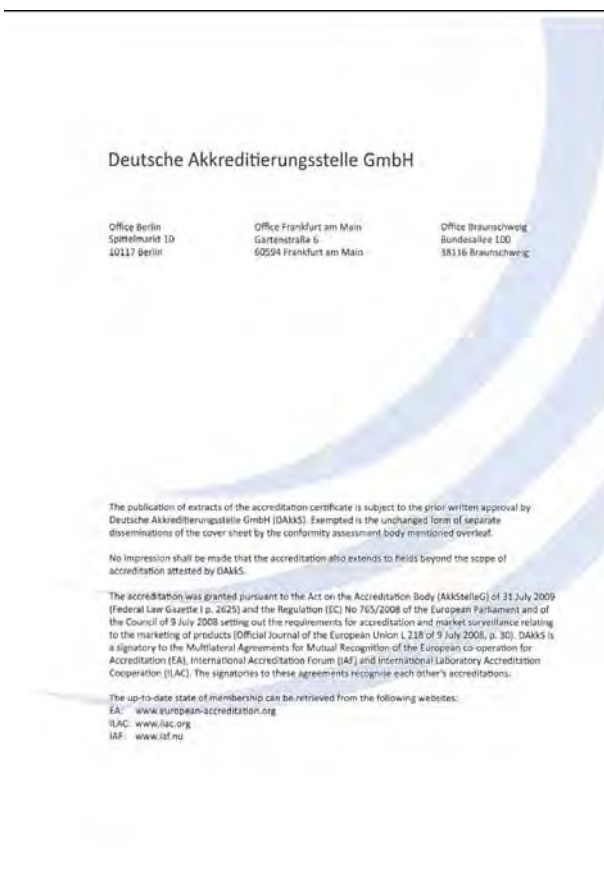 Deutsche Akkreditierungsstelle GmbH
Office Berlin
Spittelmarkt 10
10117 Berlin
Office Frankfurt am Main
Gartenstraße 6
60594 Frankfurt am Main
Office Braunschweig
Bundesallee 100
38116 Braunschweig
The publication of extracts of the accreditation certificate is subject to the prior written approval by
Deutsche Akkreditierungsstelle GmbH (DAkkS). Exempted is the unchanged form of separate
disseminations of the cover sheet by the conformity assessment body mentioned overleaf.
No impression shall be made that the accreditation also extends to fields beyond the scope of
accreditation attested by DAkkS.
The accreditation was granted pursuant to the Act on the Accreditation Body (AkkStelleG) of 31 July 2009
(Federal Law Gazette I p. 2625) and the Regulation (EC) No 765/2008 of the European Parliament and of
the Council of 9 July 2008 setting out the requirements for accreditation and market surveillance relating
to the marketing of products (Official Journal of the European Union L 218 of 9 July 2008, p. 30). DAkkS is
a signatory to the Multilateral Agreements for Mutual Recognition of the European co-operation for
Accreditation (EA), International Accreditation Forum (IAF) and International Laboratory Accreditation
Cooperation (ILAC). The signatories to these agreements recognise each other's accreditations.
The up-to-date state of membership can be retrieved from the following websites:
EA: www.european-accreditation.org
ILAC: www.ilac.org
IAF: www.iaf.nu